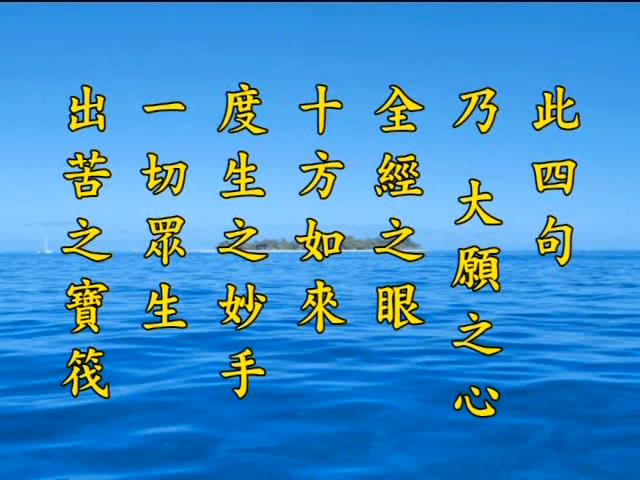 此四句
乃 大願之心
全經之眼
十方如來
度生之妙手
一切眾生
出苦之寶筏